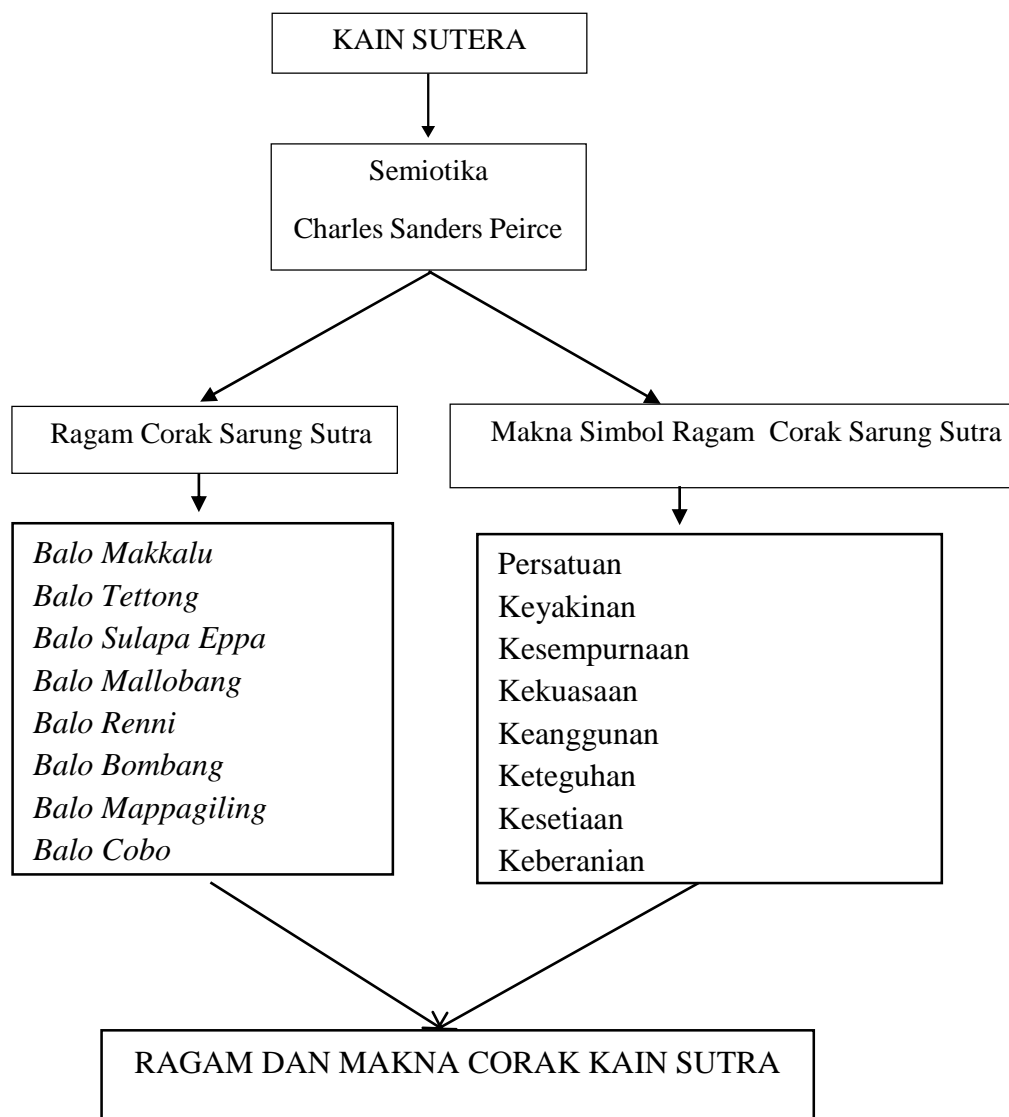 KAIN SUTERA
Semiotika
Charles Sanders Peirce
Ragam Corak Sarung Sutra
Makna Simbol Ragam Corak Sarung Sutra
Balo Makkalu
Balo Tettong
Balo Sulapa Eppa
Balo Mallobang
Balo Renni
Balo Bombang
Balo Mappagiling
Balo Cobo
Persatuan
Keyakinan
Kesempurnaan
Kekuasaan
Keanggunan
Keteguhan
Kesetiaan
Keberanian
RAGAM DAN MAKNA CORAK KAIN SUTRA